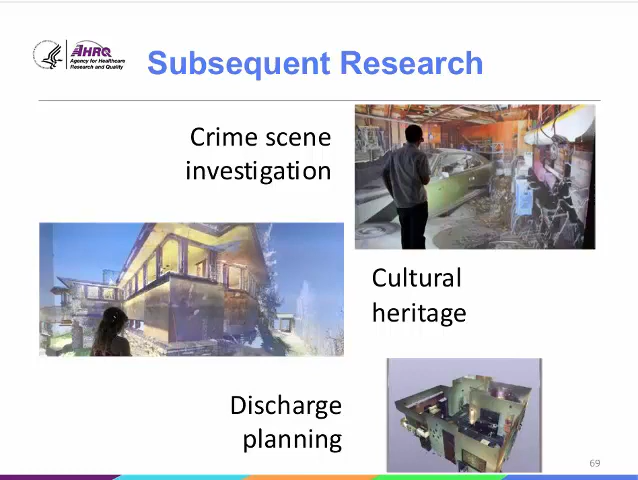 AHRQ
Agency for Healthcare
Research and Quality
Subsequent Research
Crime scene
investigation
Cultural
heritage
Discharge
planning
69